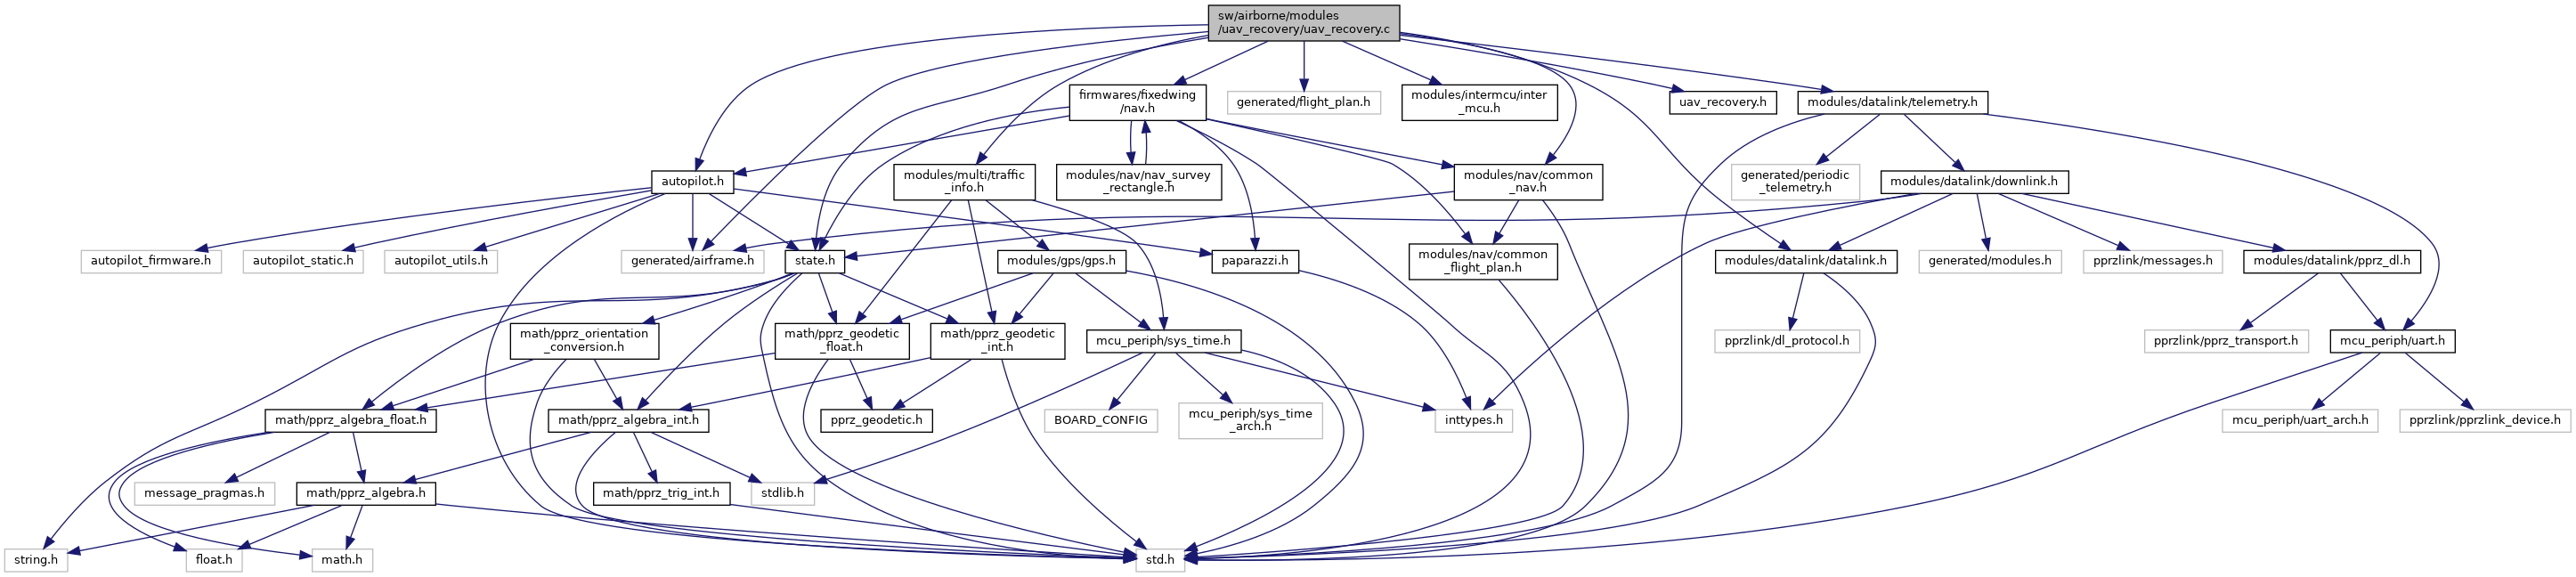 sw/airborne/modules
/uav_recovery/uav_recovery.c
firmwares/fixedwing
/nav.h
generated/flight_plan.h
modules/intermcu/inter
_mcu.h
uav_recovery.h
modules/datalink/telemetry.h
autopilot.h
modules/multi/traffic
_info.h
modules/nav/nav_survey
_rectangle.h
modules/nav/common
_nav.h
generated/periodic
_telemetry.h
modules/datalink/downlink.h
autopilot_firmware.h
autopilot_static.h
autopilot_utils.h
generated/airframe.h
state.h
modules/gps/gps.h
paparazzi.h
modules/nav/common
_flight_plan.h
modules/datalink/datalink.h
generated/modules.h
pprzlink/messages.h
modules/datalink/pprz_dl.h
math/pprz_orientation
_conversion.h
math/pprz_geodetic
_float.h
math/pprz_geodetic
_int.h
mcu_periph/sys_time.h
pprzlink/dl_protocol.h
pprzlink/pprz_transport.h
mcu_periph/uart.h
math/pprz_algebra_float.h
math/pprz_algebra_int.h
pprz_geodetic.h
BOARD_CONFIG
mcu_periph/sys_time
_arch.h
inttypes.h
mcu_periph/uart_arch.h
pprzlink/pprzlink_device.h
message_pragmas.h
math/pprz_algebra.h
math/pprz_trig_int.h
stdlib.h
string.h
float.h
math.h
std.h